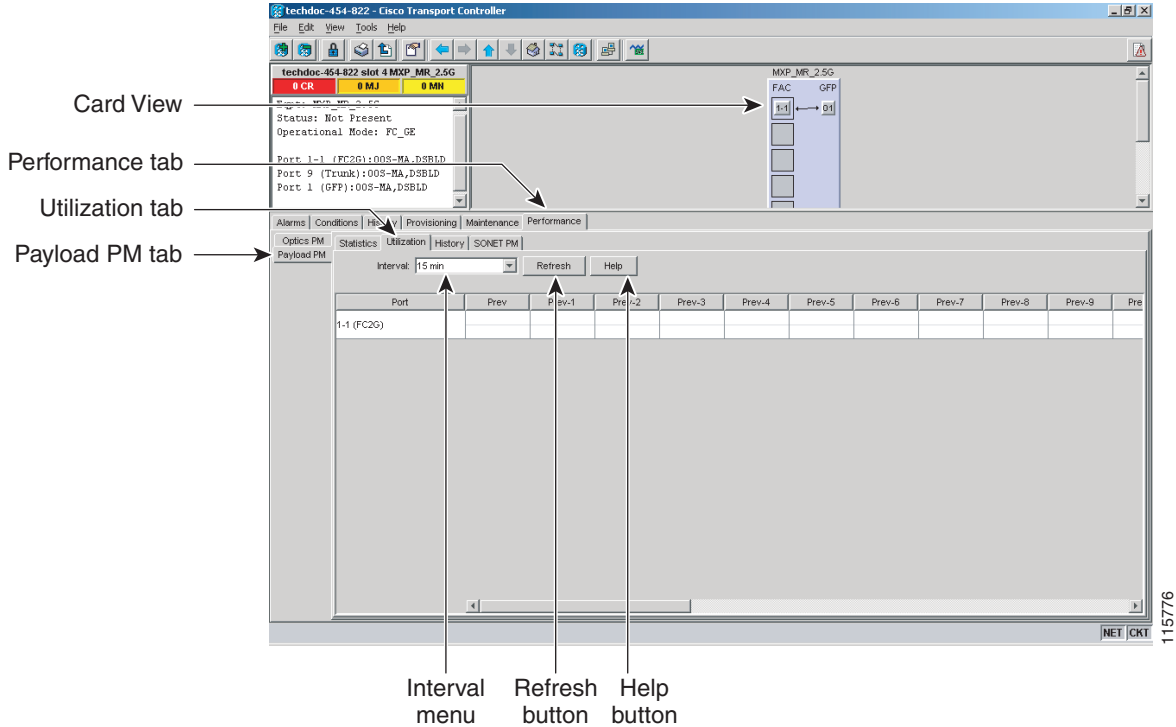 techdoc-454-822 - Cisco Transport Controller
File Edit View Tools Help
techdoc-454-822 slot 4 MXP_MR_2.5G
0 CR 0 MJ 0 MN
Eqpt: MXP_MR_2.5G
Status: Not Present
Operational Mode: FC_GE
Port 1-1 (FC2G):OOS-MA,DSBLD
Port 9 (Trunk):OOS-MA,DSBLD
Port 1 (GFP):OOS-MA,DSBLD
MXP_MR_2.5G
FAC GFP
1-1 01
Card View
Performance tab
Utilization tab
Payload PM tab
Alarms Conditions History Provisioning Maintenance Performance
Optics PM
Payload PM
Statistics Utilization History SONET PM
Interval: 15 min Refresh Help
Port Prev Prev-1 Prev-2 Prev-3 Prev-4 Prev-5 Prev-6 Prev-7 Prev-8 Prev-9 Pre
1-1 (FC2G)
NET CKT
115776
Interval menu
Refresh button
Help button